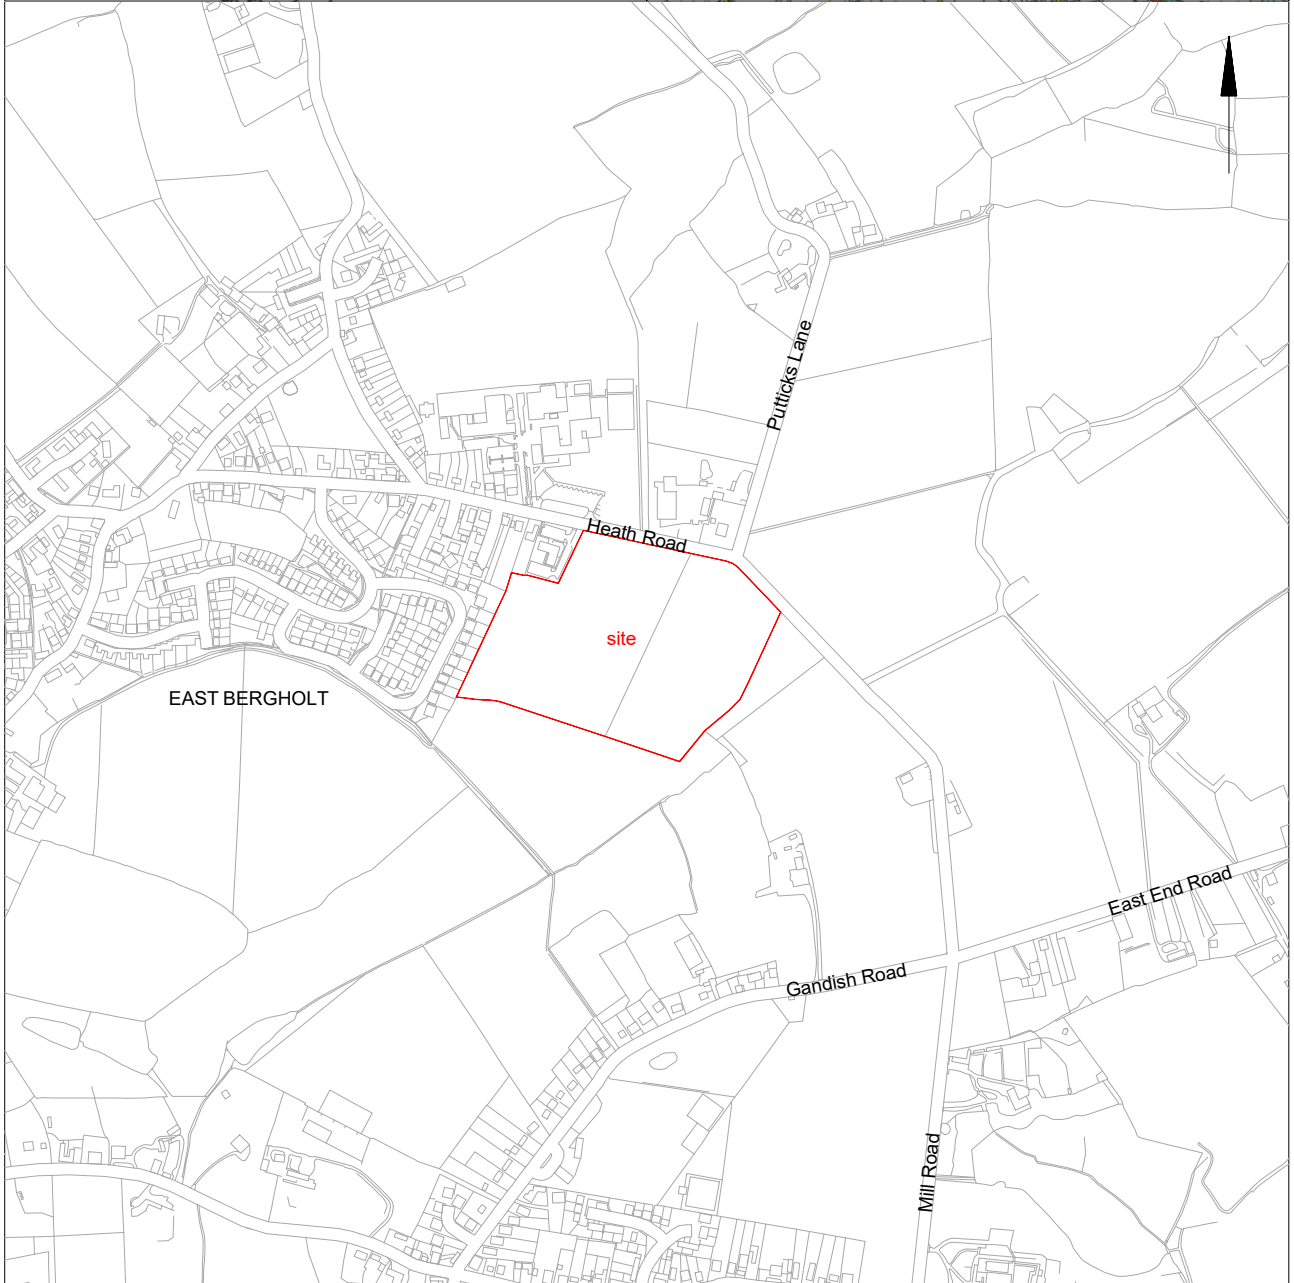 Putticks Lane
Heath Road
site
EAST BERGHOLT
East End Road
Gandish Road
Mill Road